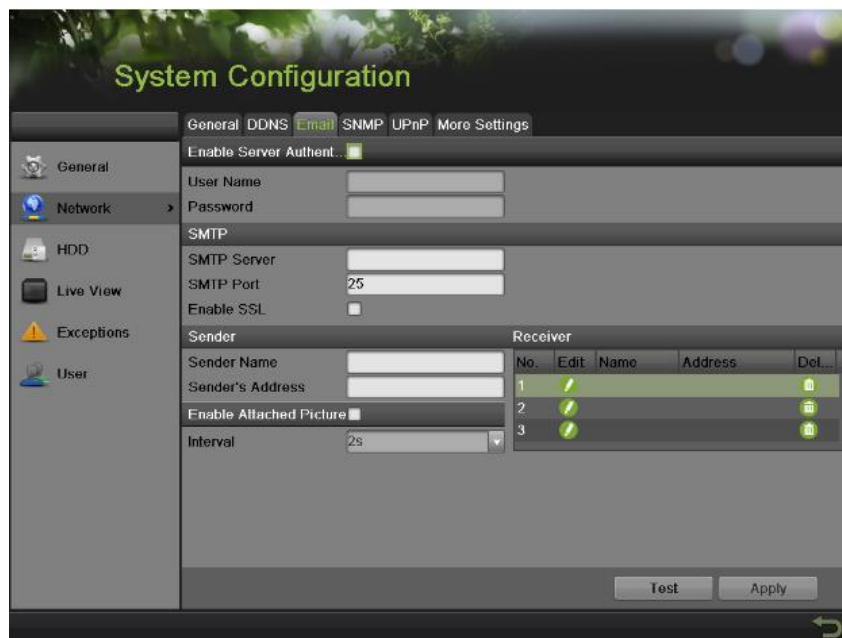 System Configuration
General DDNS Email SNMP UPnP More Settings
General
Network
HDD
Live View
Exceptions
User
Enable Server Authent...
User Name
Password
SMTP
SMTP Server
SMTP Port 25
Enable SSL
Sender
Sender Name
Sender's Address
Enable Attached Picture
Interval 2s
Receiver
No. Edit Name Address Del...
1
2
3
Test Apply